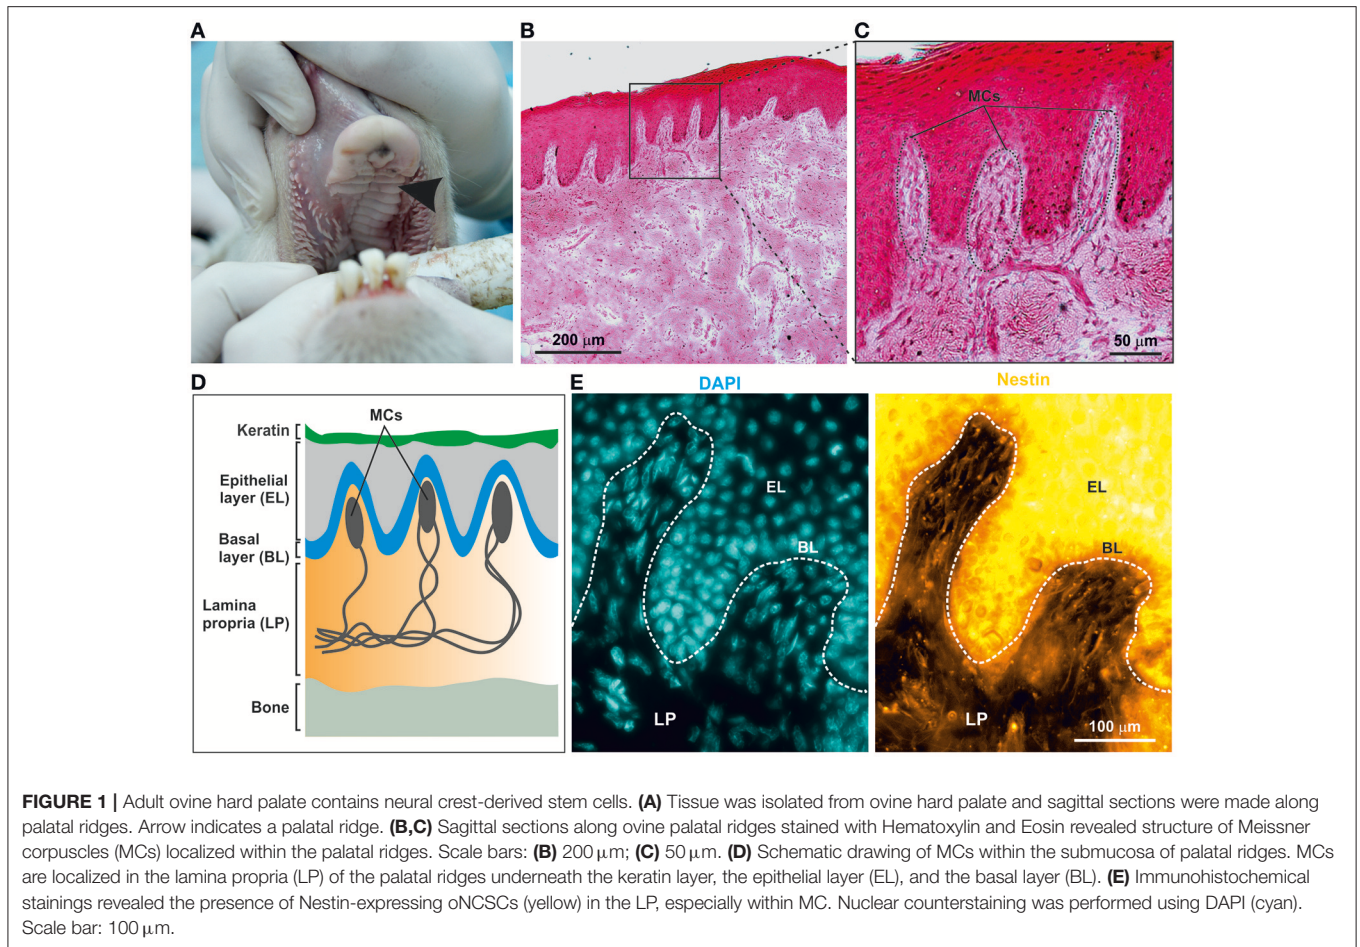 A
B
C
MCs
200 μm
50 μm
D
E
DAPI
Nestin
MCs
Keratin
Epithelial
layer (EL)
Basal
layer (BL)
Lamina
propria (LP)
Bone
EL
BL
LP
EL
BL
LP
100 μm
FIGURE 1 | Adult ovine hard palate contains neural crest-derived stem cells. (A) Tissue was isolated from ovine hard palate and sagittal sections were made along
palatal ridges. Arrow indicates a palatal ridge. (B,C) Sagittal sections along ovine palatal ridges stained with Hematoxylin and Eosin revealed structure of Meissner
corpuscles (MCs) localized within the palatal ridges. Scale bars: (B) 200 μm; (C) 50 μm. (D) Schematic drawing of MCs within the submucosa of palatal ridges. MCs
are localized in the lamina propria (LP) of the palatal ridges underneath the keratin layer, the epithelial layer (EL), and the basal layer (BL). (E) Immunohistochemical
stainings revealed the presence of Nestin-expressing oNCSCs (yellow) in the LP, especially within MC. Nuclear counterstaining was performed using DAPI (cyan).
Scale bar: 100 μm.